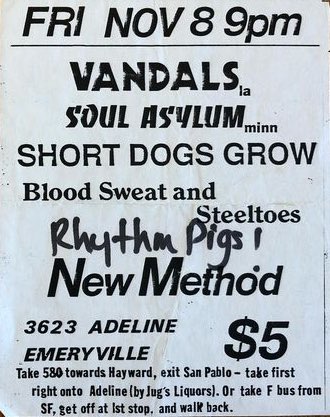 FRI NOV 8 9pm
VANDALS la
SOUL ASYLUM minn
SHORT DOGS GROW
Blood Sweat and
Steeltoes
Rhythm Pigs !
New Method
3623 ADELINE
EMERYVILLE
$5
Take 580 towards Hayward, exit San Pablo - take first
right onto Adeline (by Jug's Liquors). Or take F bus from
SF, get off at 1st stop. and walk back.